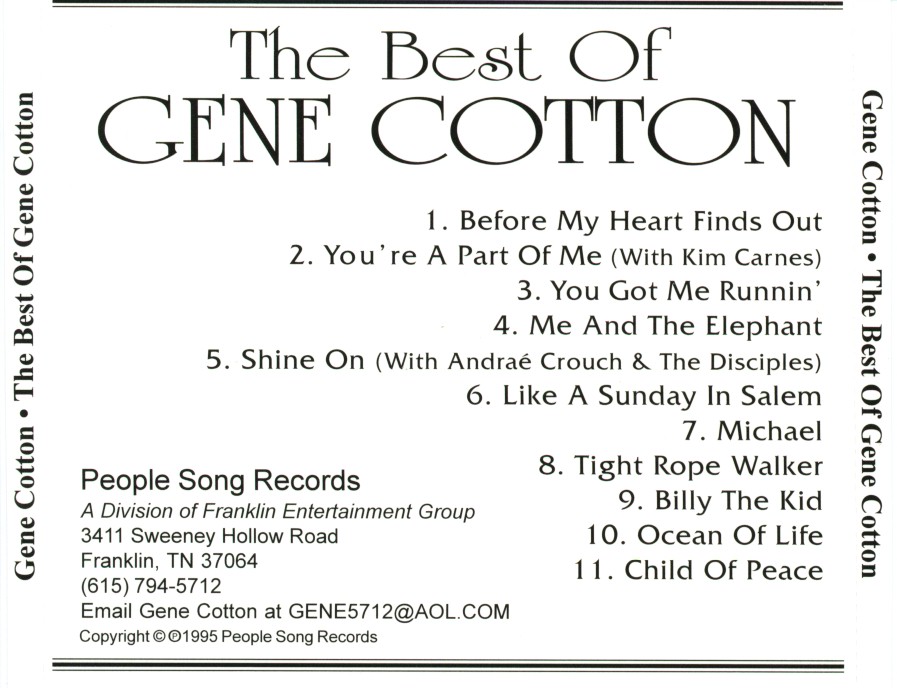 The Best Of
GENE COTTON
Gene Cotton • The Best Of Gene Cotton
1. Before My Heart Finds Out
2. You're A Part Of Me (With Kim Carnes)
3. You Got Me Runnin'
4. Me And The Elephant
5. Shine On (With Andraé Crouch & The Disciples)
6. Like A Sunday In Salem
7. Michael
8. Tight Rope Walker
9. Billy The Kid
10. Ocean Of Life
11. Child Of Peace
People Song Records
A Division of Franklin Entertainment Group
3411 Sweeney Hollow Road
Franklin, TN 37064
(615) 794-5712
Email Gene Cotton at GENE5712@AOL.COM
Copyright ©℗1995 People Song Records
Gene Cotton • The Best Of Gene Cotton